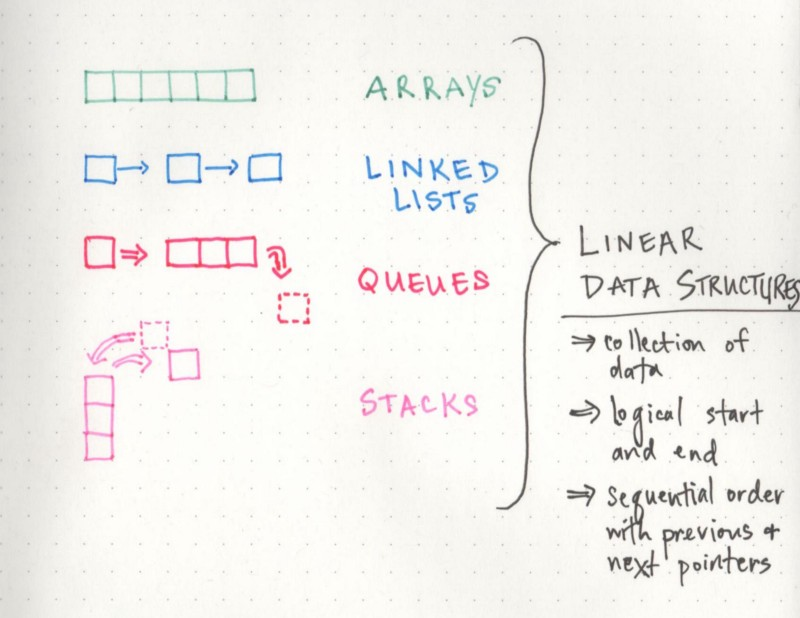 ARRAYS
LINKED
LISTS
QUEUES
STACKS
LINEAR
DATA STRUCTURES
⇒ collection of
data
⇒ logical start
and end
⇒ sequential order
with previous +
next pointers